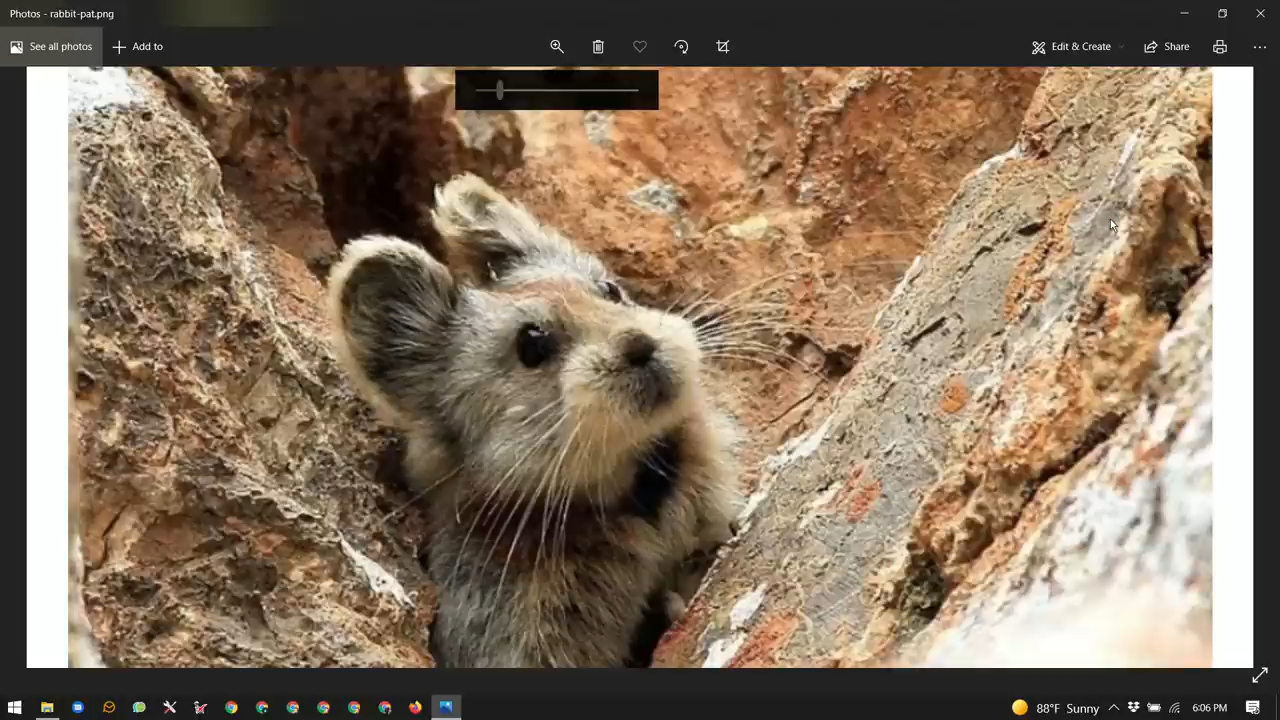 Photos - rabbit-pat.png
See all photos
Add to
Edit & Create
Share
88°F Sunny
6:06 PM